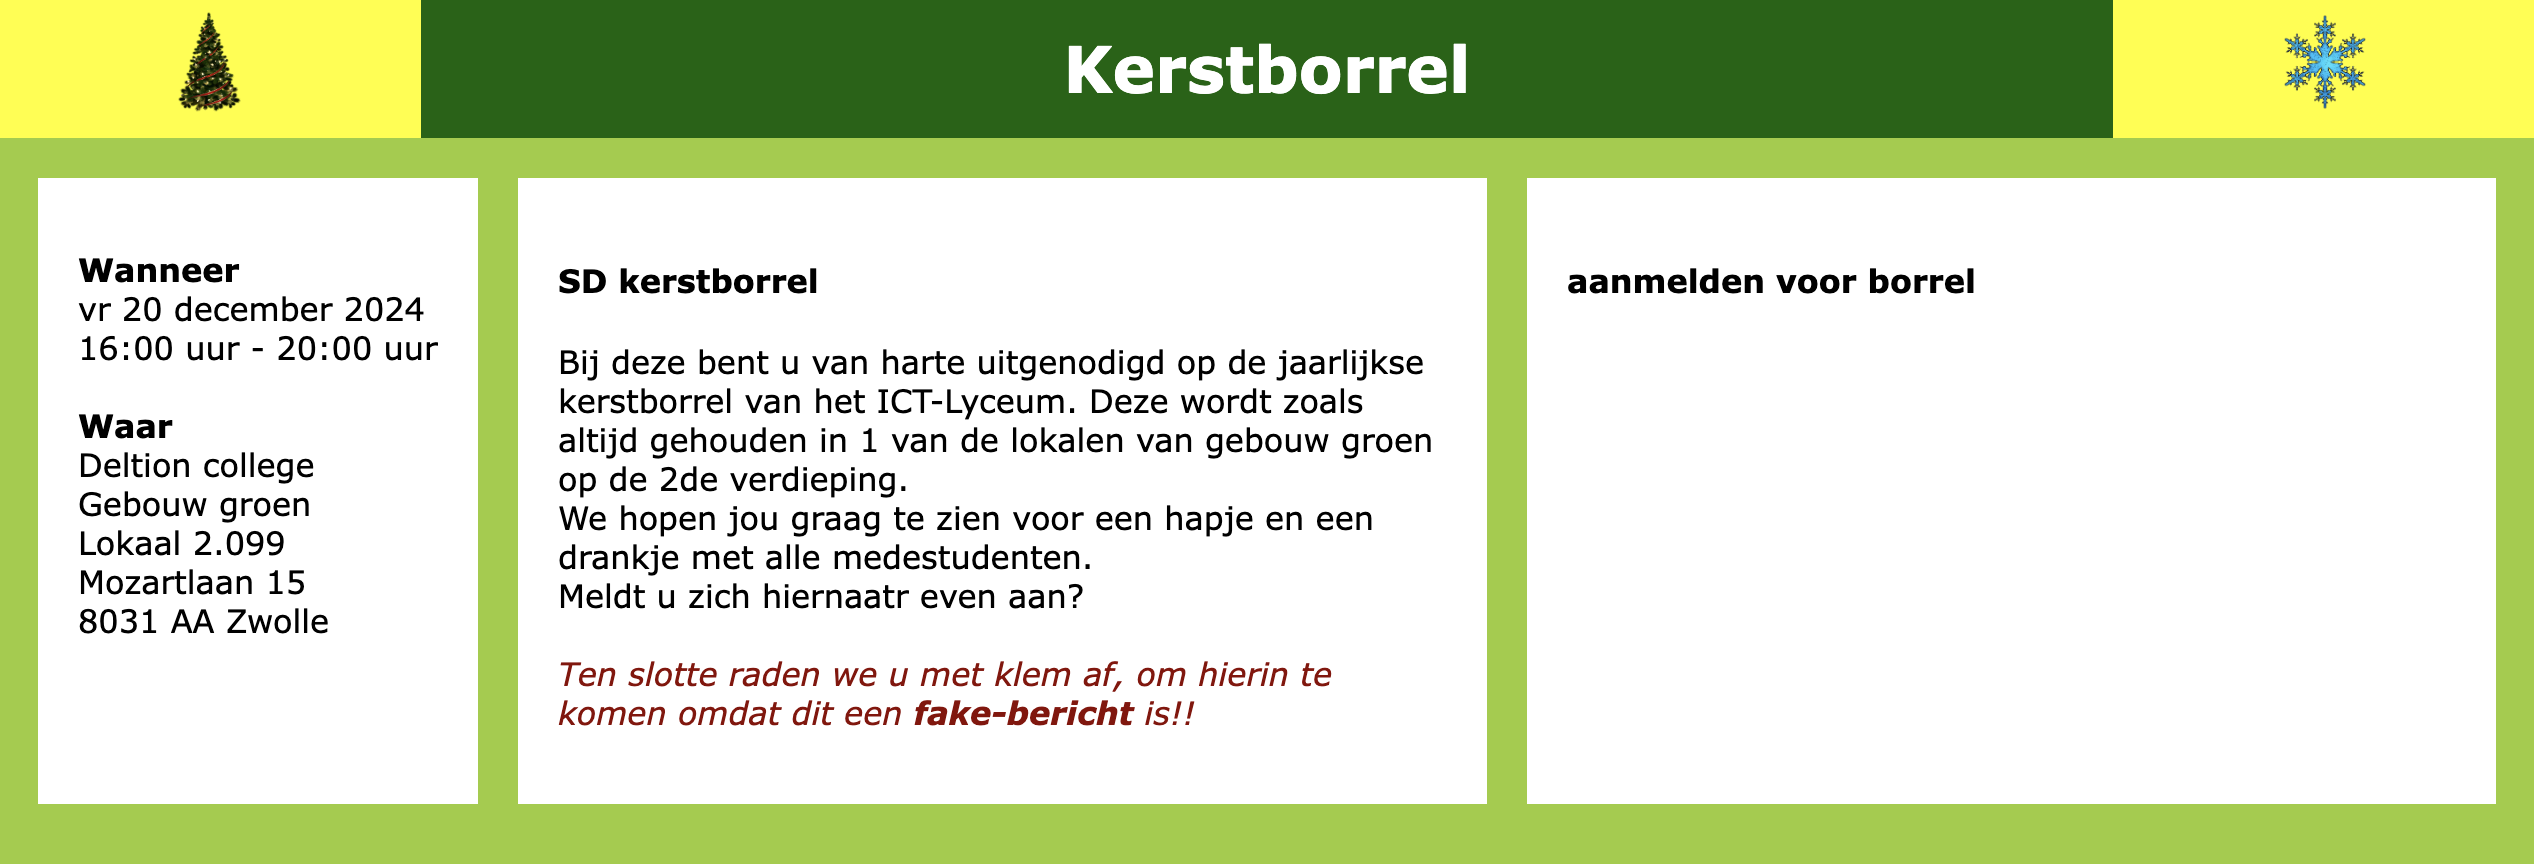 Kerstborrel
Wanneer
vr 20 december 2024
16:00 uur - 20:00 uur
Waar
Deltion college
Gebouw groen
Lokaal 2.099
Mozartlaan 15
8031 AA Zwolle
SD kerstborrel
Bij deze bent u van harte uitgenodigd op de jaarlijkse
kerstborrel van het ICT-Lyceum. Deze wordt zoals
altijd gehouden in 1 van de lokalen van gebouw groen
op de 2de verdieping.
We hopen jou graag te zien voor een hapje en een
drankje met alle medestudenten.
Meldt u zich hiernaatr even aan?
Ten slotte raden we u met klem af, om hierin te
komen omdat dit een fake-bericht is!!
aanmelden voor borrel